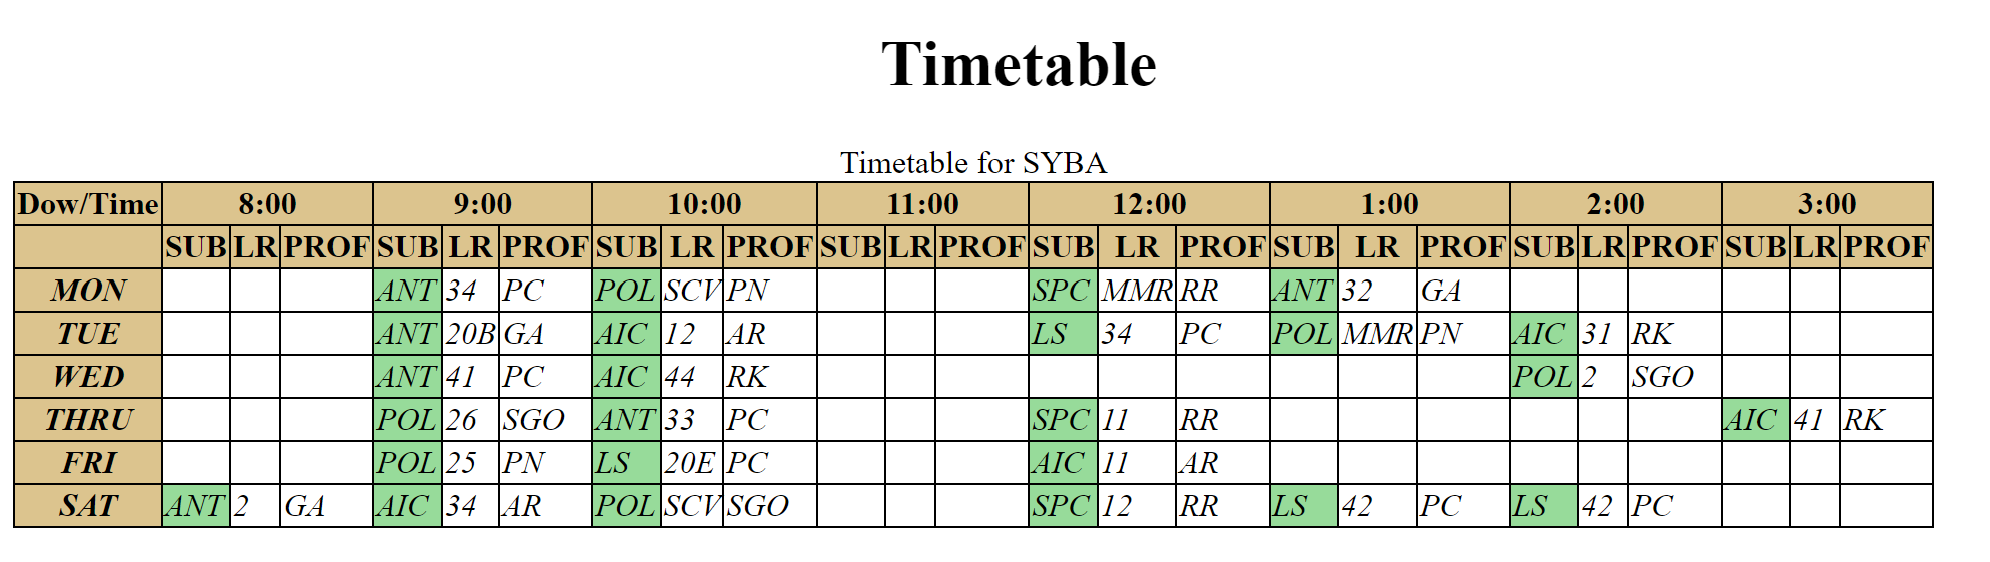 Timetable
Timetable for SYBA
Dow/Time 8:00 9:00 10:00 11:00 12:00 1:00 2:00 3:00
SUB LR PROF SUB LR PROF SUB LR PROF SUB LR PROF SUB LR PROF SUB LR PROF SUB LR PROF SUB LR PROF
MON ANT 34 PC POL SCV PN SPC MMR RR ANT 32 GA
TUE ANT 20B GA AIC 12 AR LS 34 PC POL MMR PN AIC 31 RK
WED ANT 41 PC AIC 44 RK POL 2 SGO
THRU POL 26 SGO ANT 33 PC SPC 11 RR AIC 41 RK
FRI POL 25 PN LS 20E PC AIC 11 AR
SAT ANT 2 GA AIC 34 AR POL SCV SGO SPC 12 RR LS 42 PC LS 42 PC